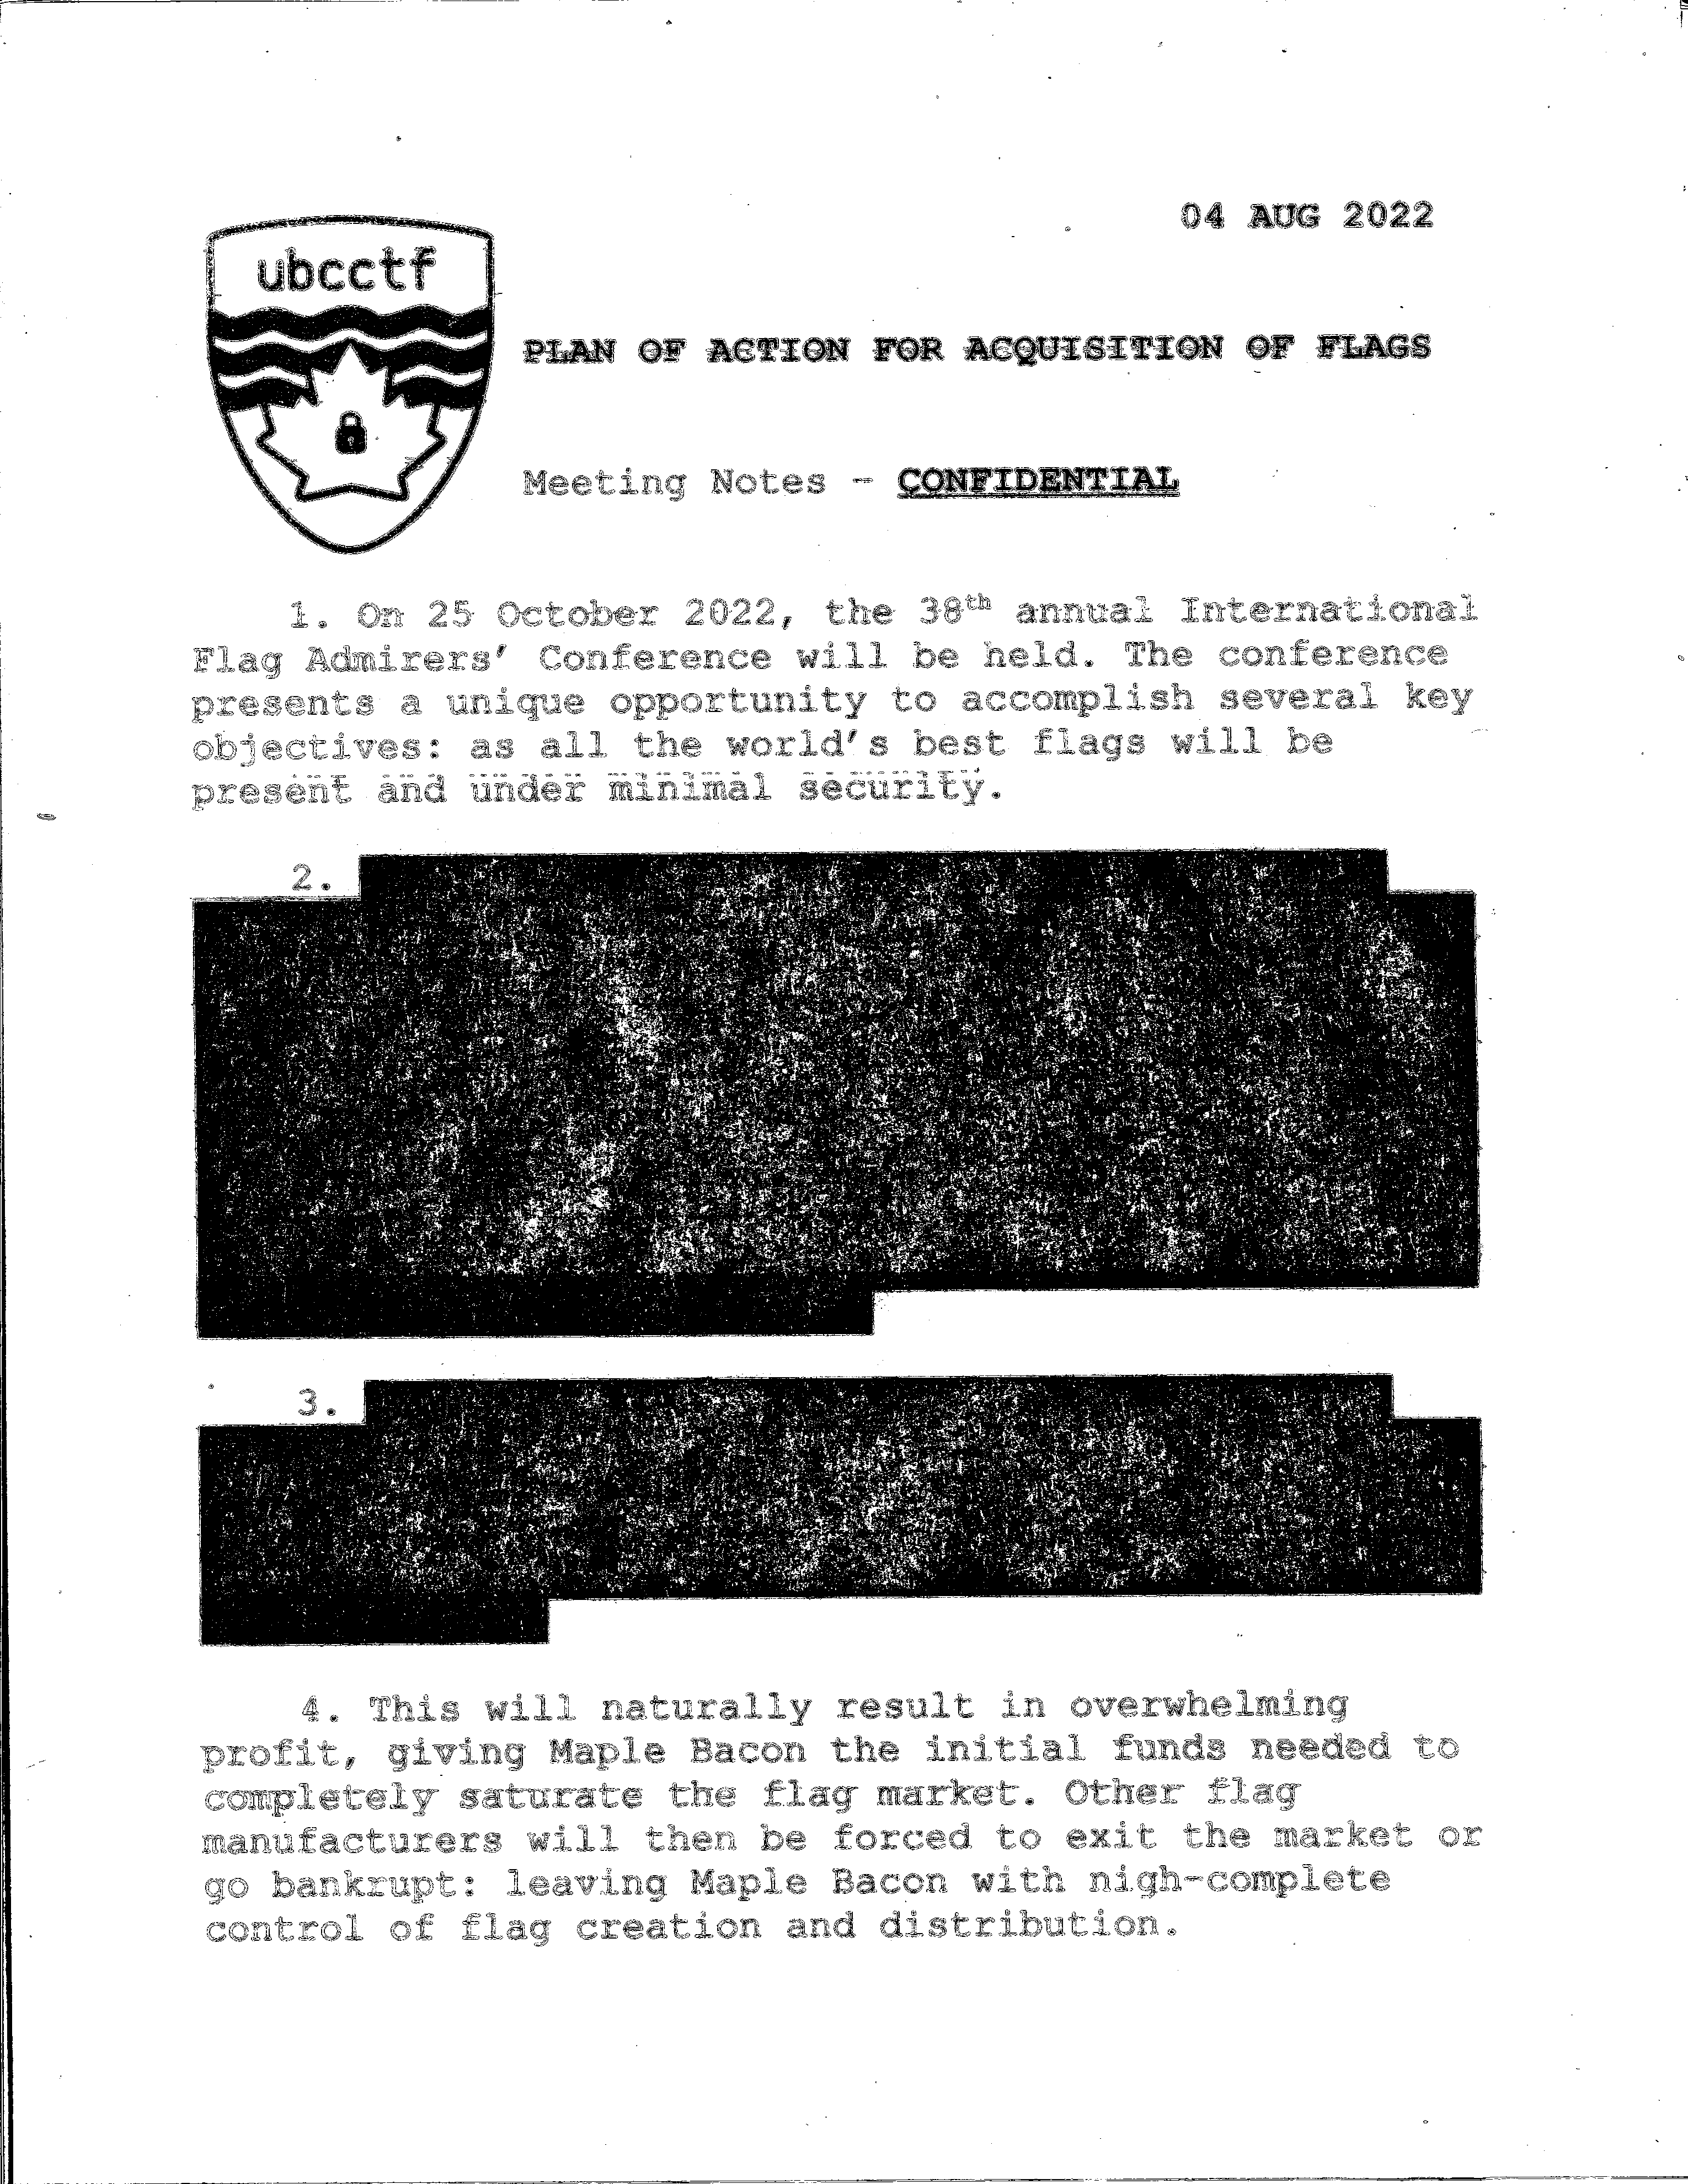 04 AUG 2022
ubcctf
PLAN OF ACTION FOR ACQUISITION OF FLAGS
Meeting Notes - CONFIDENTIAL
1. On 25 October 2022, the 38th annual International
Flag Admirers’ Conference will be held. The conference
presents a unique opportunity to accomplish several key
objectives: as all the world’s best flags will be
present and under minimal security.
2.
3.
4. This will naturally result in overwhelming
profit, giving Maple Bacon the initial funds needed to
completely saturate the flag market. Other flag
manufacturers will then be forced to exit the market or
go bankrupt: leaving Maple Bacon with nigh-complete
control of flag creation and distribution.